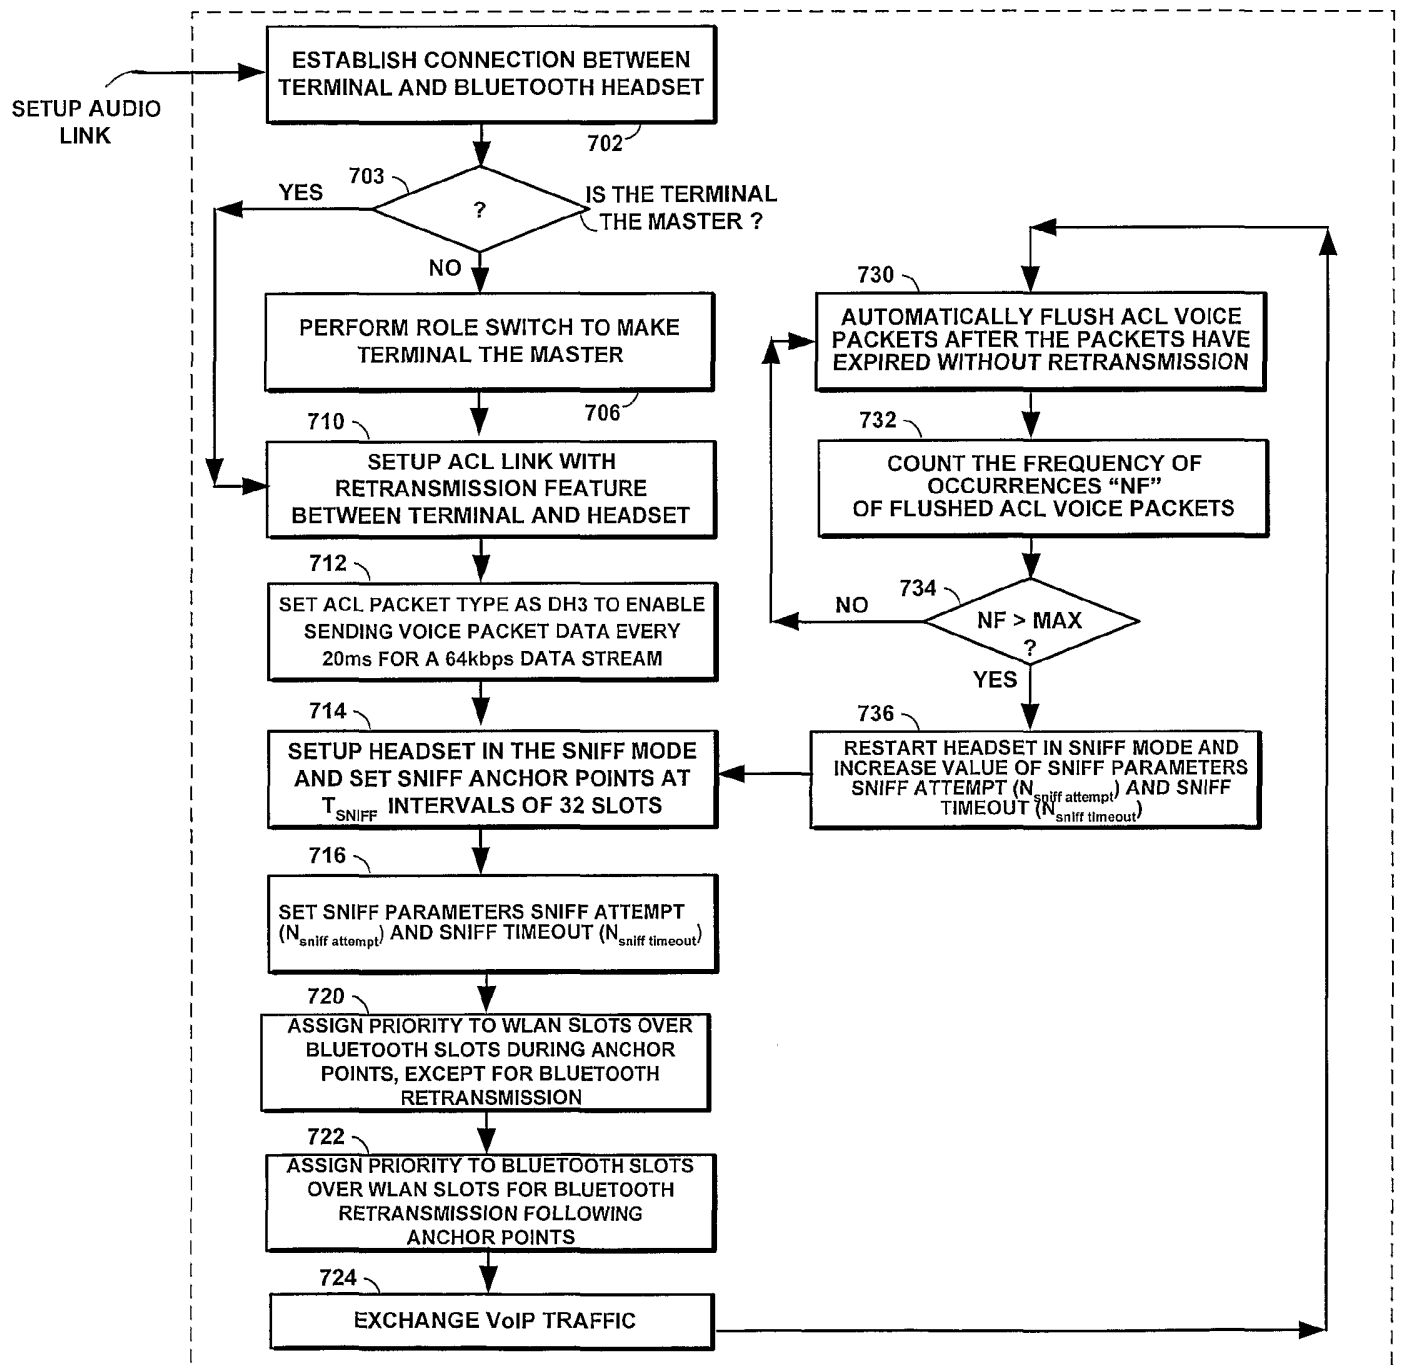 SETUP AUDIO
LINK
ESTABLISH CONNECTION BETWEEN
TERMINAL AND BLUETOOTH HEADSET
702
703
?
IS THE TERMINAL
THE MASTER ?
YES
NO
PERFORM ROLE SWITCH TO MAKE
TERMINAL THE MASTER
706
710
SETUP ACL LINK WITH
RETRANSMISSION FEATURE
BETWEEN TERMINAL AND HEADSET
712
SET ACL PACKET TYPE AS DH3 TO ENABLE
SENDING VOICE PACKET DATA EVERY
20ms FOR A 64kbps DATA STREAM
714
SETUP HEADSET IN THE SNIFF MODE
AND SET SNIFF ANCHOR POINTS AT
T_SNIFF INTERVALS OF 32 SLOTS
716
SET SNIFF PARAMETERS SNIFF ATTEMPT
(N_sniff attempt) AND SNIFF TIMEOUT (N_sniff timeout)
720
ASSIGN PRIORITY TO WLAN SLOTS OVER
BLUETOOTH SLOTS DURING ANCHOR
POINTS, EXCEPT FOR BLUETOOTH
RETRANSMISSION
722
ASSIGN PRIORITY TO BLUETOOTH SLOTS
OVER WLAN SLOTS FOR BLUETOOTH
RETRANSMISSION FOLLOWING
ANCHOR POINTS
724
EXCHANGE VoIP TRAFFIC
730
AUTOMATICALLY FLUSH ACL VOICE
PACKETS AFTER THE PACKETS HAVE
EXPIRED WITHOUT RETRANSMISSION
732
COUNT THE FREQUENCY OF
OCCURRENCES “NF”
OF FLUSHED ACL VOICE PACKETS
734
NF > MAX
?
NO
YES
736
RESTART HEADSET IN SNIFF MODE AND
INCREASE VALUE OF SNIFF PARAMETERS
SNIFF ATTEMPT (N_sniff attempt) AND SNIFF
TIMEOUT (N_sniff timeout)